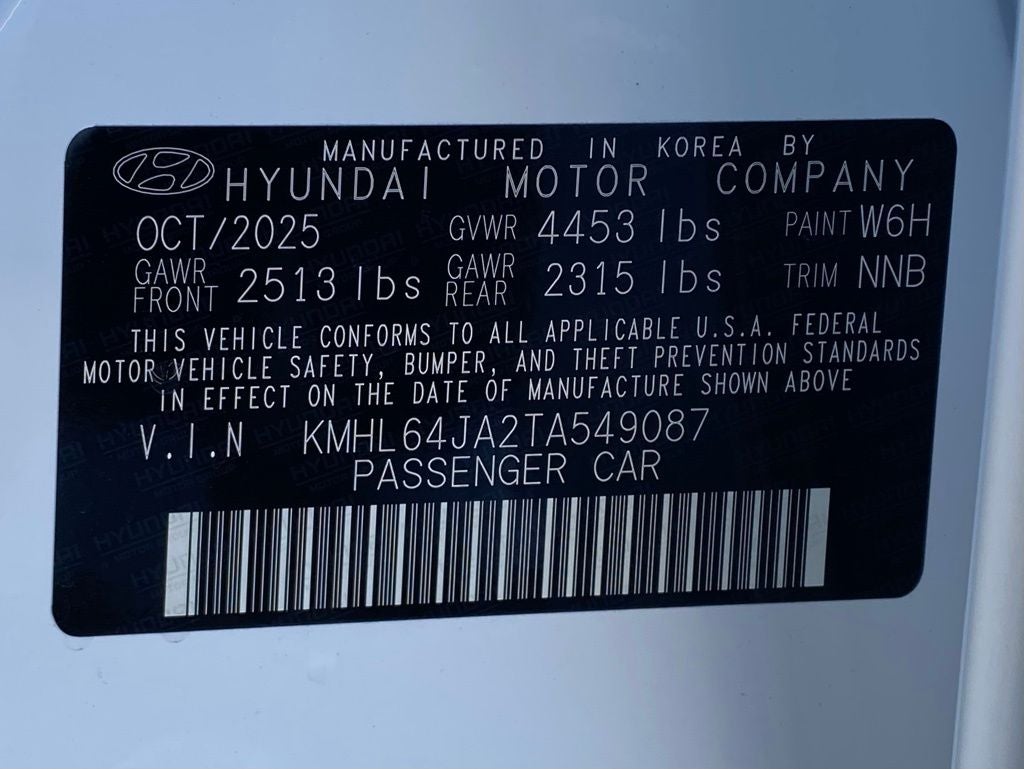 MANUFACTURED IN KOREA BY
HYUNDAI MOTOR COMPANY
OCT/2025 GVWR 4453 lbs PAINT W6H
GAWR FRONT 2513 lbs GAWR REAR 2315 lbs TRIM NNB
THIS VEHICLE CONFORMS TO ALL APPLICABLE U.S.A. FEDERAL
MOTOR VEHICLE SAFETY, BUMPER, AND THEFT PREVENTION STANDARDS
IN EFFECT ON THE DATE OF MANUFACTURE SHOWN ABOVE
V.I.N KMHL64JA2TA549087
PASSENGER CAR